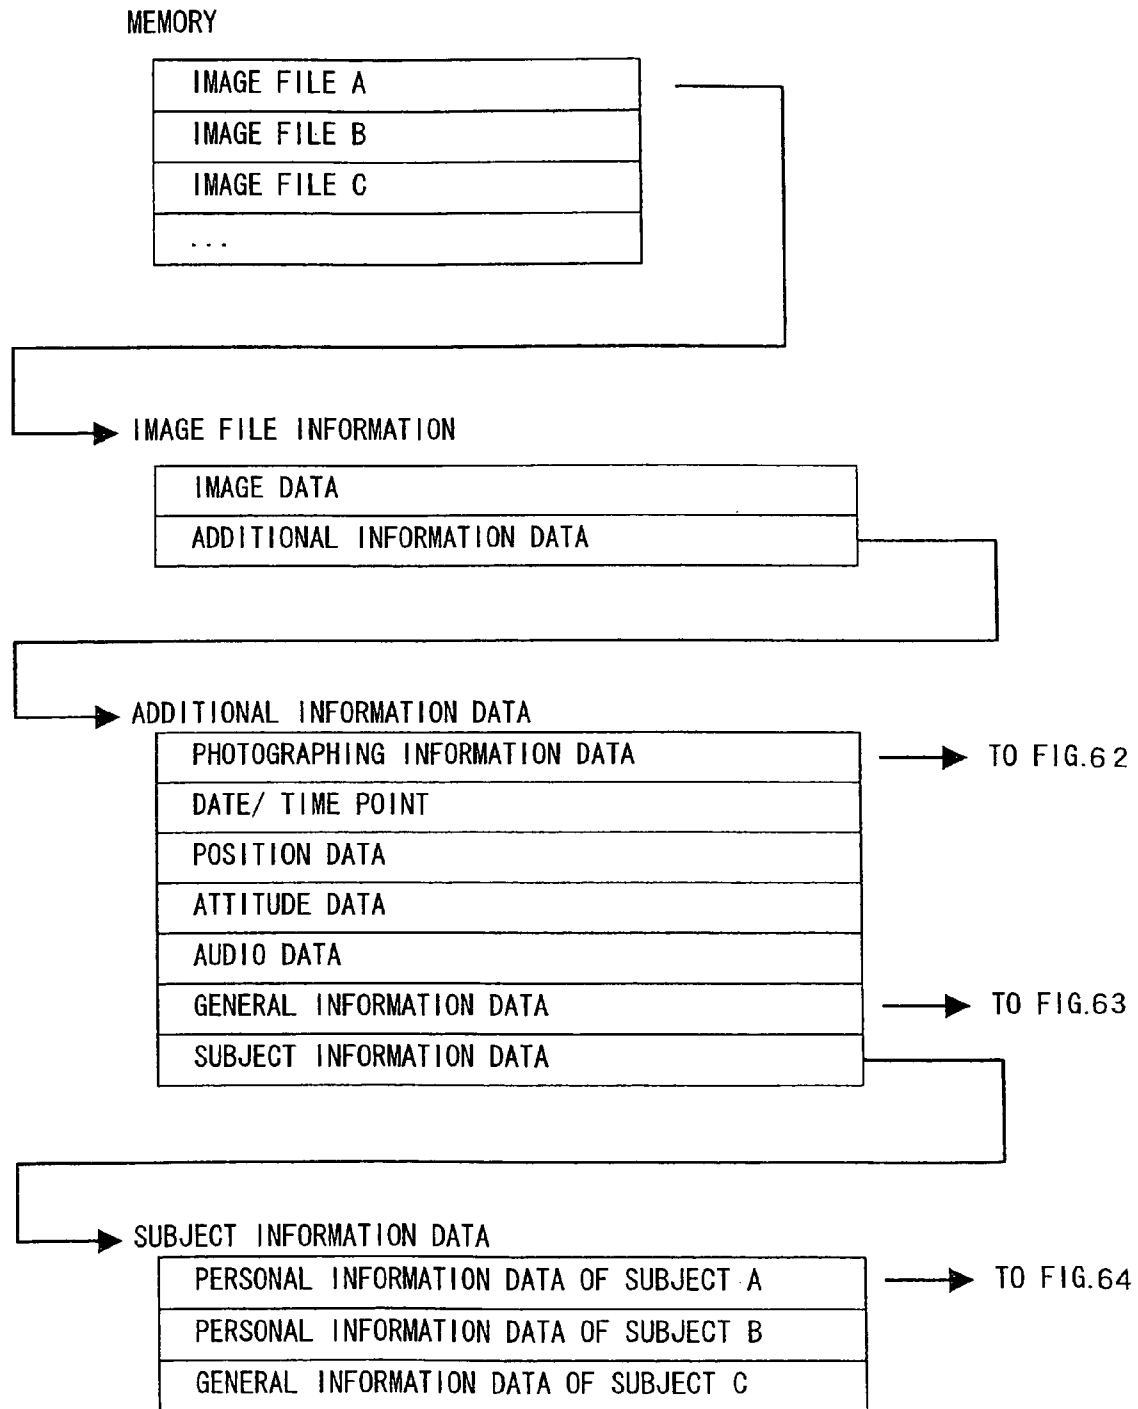 MEMORY
IMAGE FILE A
IMAGE FILE B
IMAGE FILE C
...
IMAGE FILE INFORMATION
IMAGE DATA
ADDITIONAL INFORMATION DATA
ADDITIONAL INFORMATION DATA
PHOTOGRAPHING INFORMATION DATA
TO FIG.62
DATE/ TIME POINT
POSITION DATA
ATTITUDE DATA
AUDIO DATA
GENERAL INFORMATION DATA
TO FIG.63
SUBJECT INFORMATION DATA
SUBJECT INFORMATION DATA
PERSONAL INFORMATION DATA OF SUBJECT A
TO FIG.64
PERSONAL INFORMATION DATA OF SUBJECT B
GENERAL INFORMATION DATA OF SUBJECT C